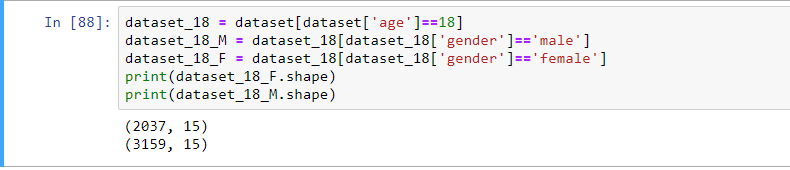 In [88]: dataset_18 = dataset[dataset['age']==18]
dataset_18_M = dataset_18[dataset_18['gender']=='male']
dataset_18_F = dataset_18[dataset_18['gender']=='female']
print(dataset_18_F.shape)
print(dataset_18_M.shape)
(2037, 15)
(3159, 15)